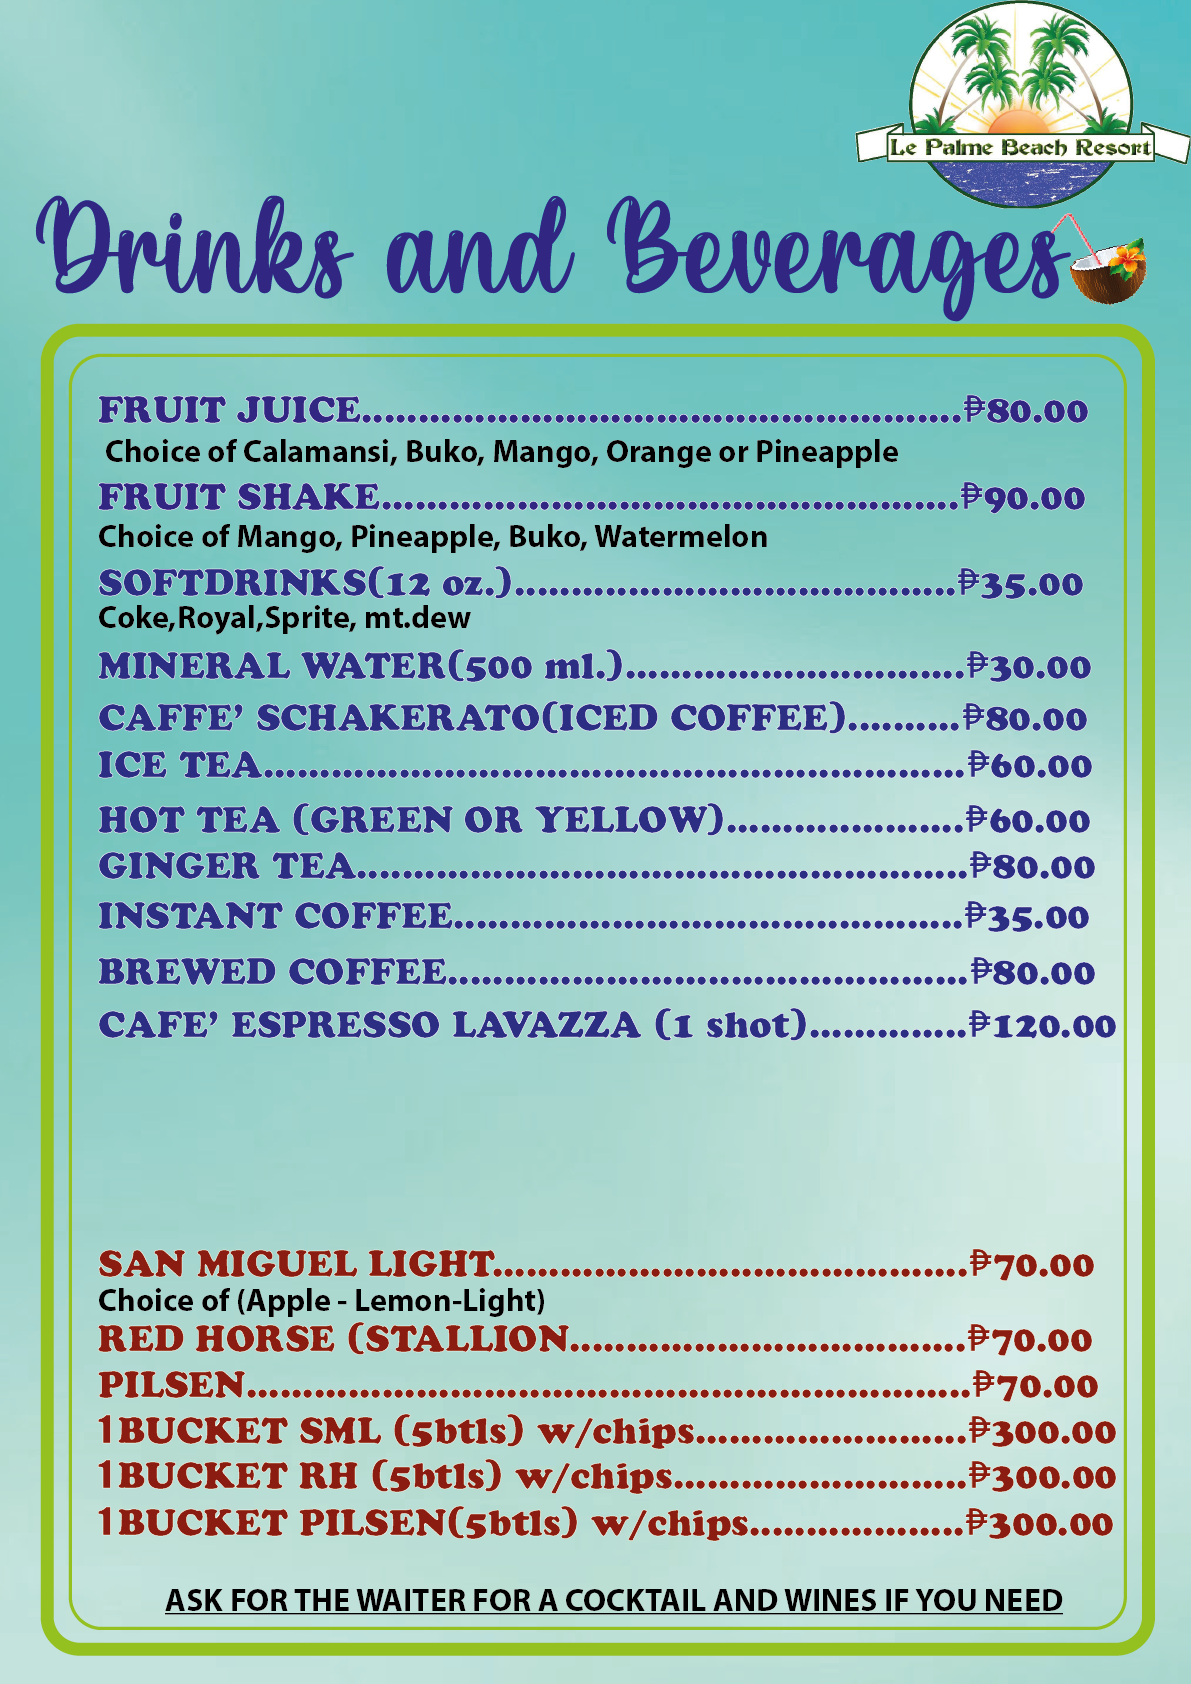 Le Palme Beach Resort
Drinks and Beverages
FRUIT JUICE.....................................................₱80.00
Choice of Calamansi, Buko, Mango, Orange or Pineapple
FRUIT SHAKE...................................................₱90.00
Choice of Mango, Pineapple, Buko, Watermelon
SOFTDRINKS(12 oz.).......................................₱35.00
Coke,Royal,Sprite, mt.dew
MINERAL WATER(500 ml.)..............................₱30.00
CAFFE’ SCHAKERATO(ICED COFFEE)..........₱80.00
ICE TEA..............................................................₱60.00
HOT TEA (GREEN OR YELLOW).....................₱60.00
GINGER TEA......................................................₱80.00
INSTANT COFFEE.............................................₱35.00
BREWED COFFEE..............................................₱80.00
CAFE’ ESPRESSO LAVAZZA (1 shot)..............₱120.00
SAN MIGUEL LIGHT..........................................₱70.00
Choice of (Apple - Lemon-Light)
RED HORSE (STALLION...................................₱70.00
PILSEN................................................................₱70.00
1BUCKET SML (5btls) w/chips........................₱300.00
1BUCKET RH (5btls) w/chips..........................₱300.00
1BUCKET PILSEN(5btls) w/chips...................₱300.00
ASK FOR THE WAITER FOR A COCKTAIL AND WINES IF YOU NEED